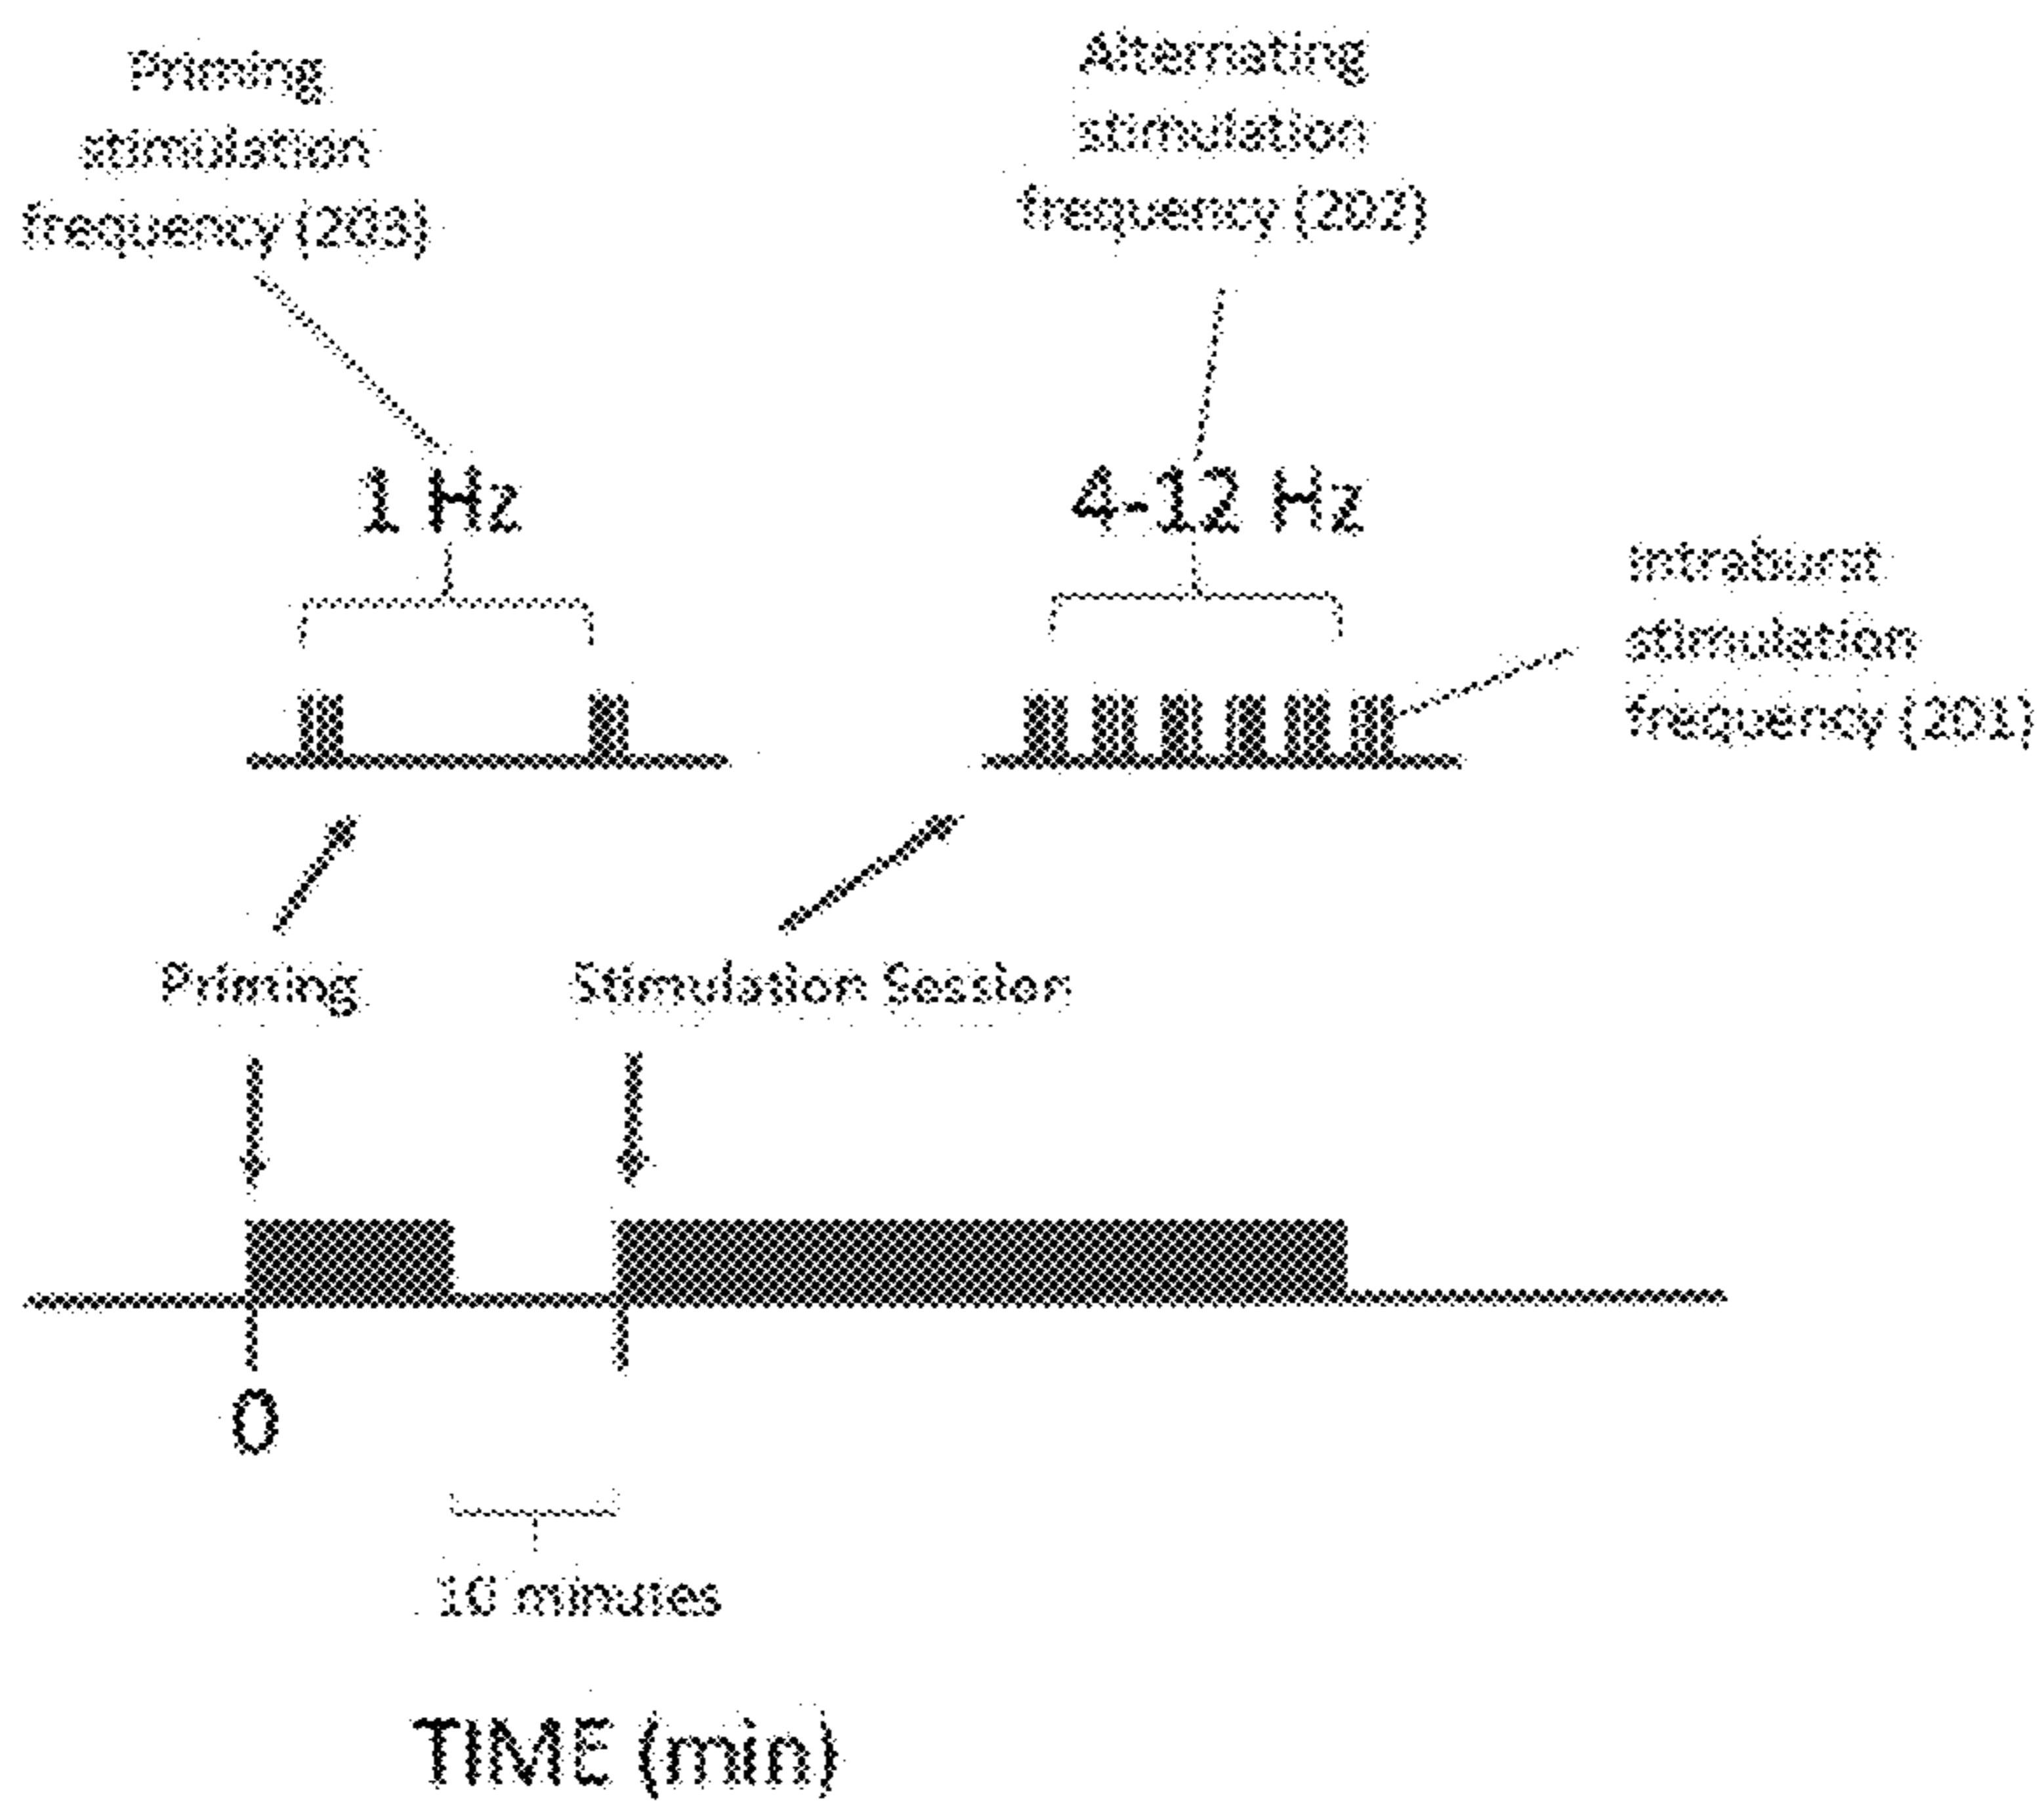 Priming
stimulation
frequency (203)
Alternating
stimulation
frequency (202)
1 Hz
4-12 Hz
Intraburst
stimulation
frequency (201)
Priming
Stimulation Session
0
10 minutes
TIME (min)